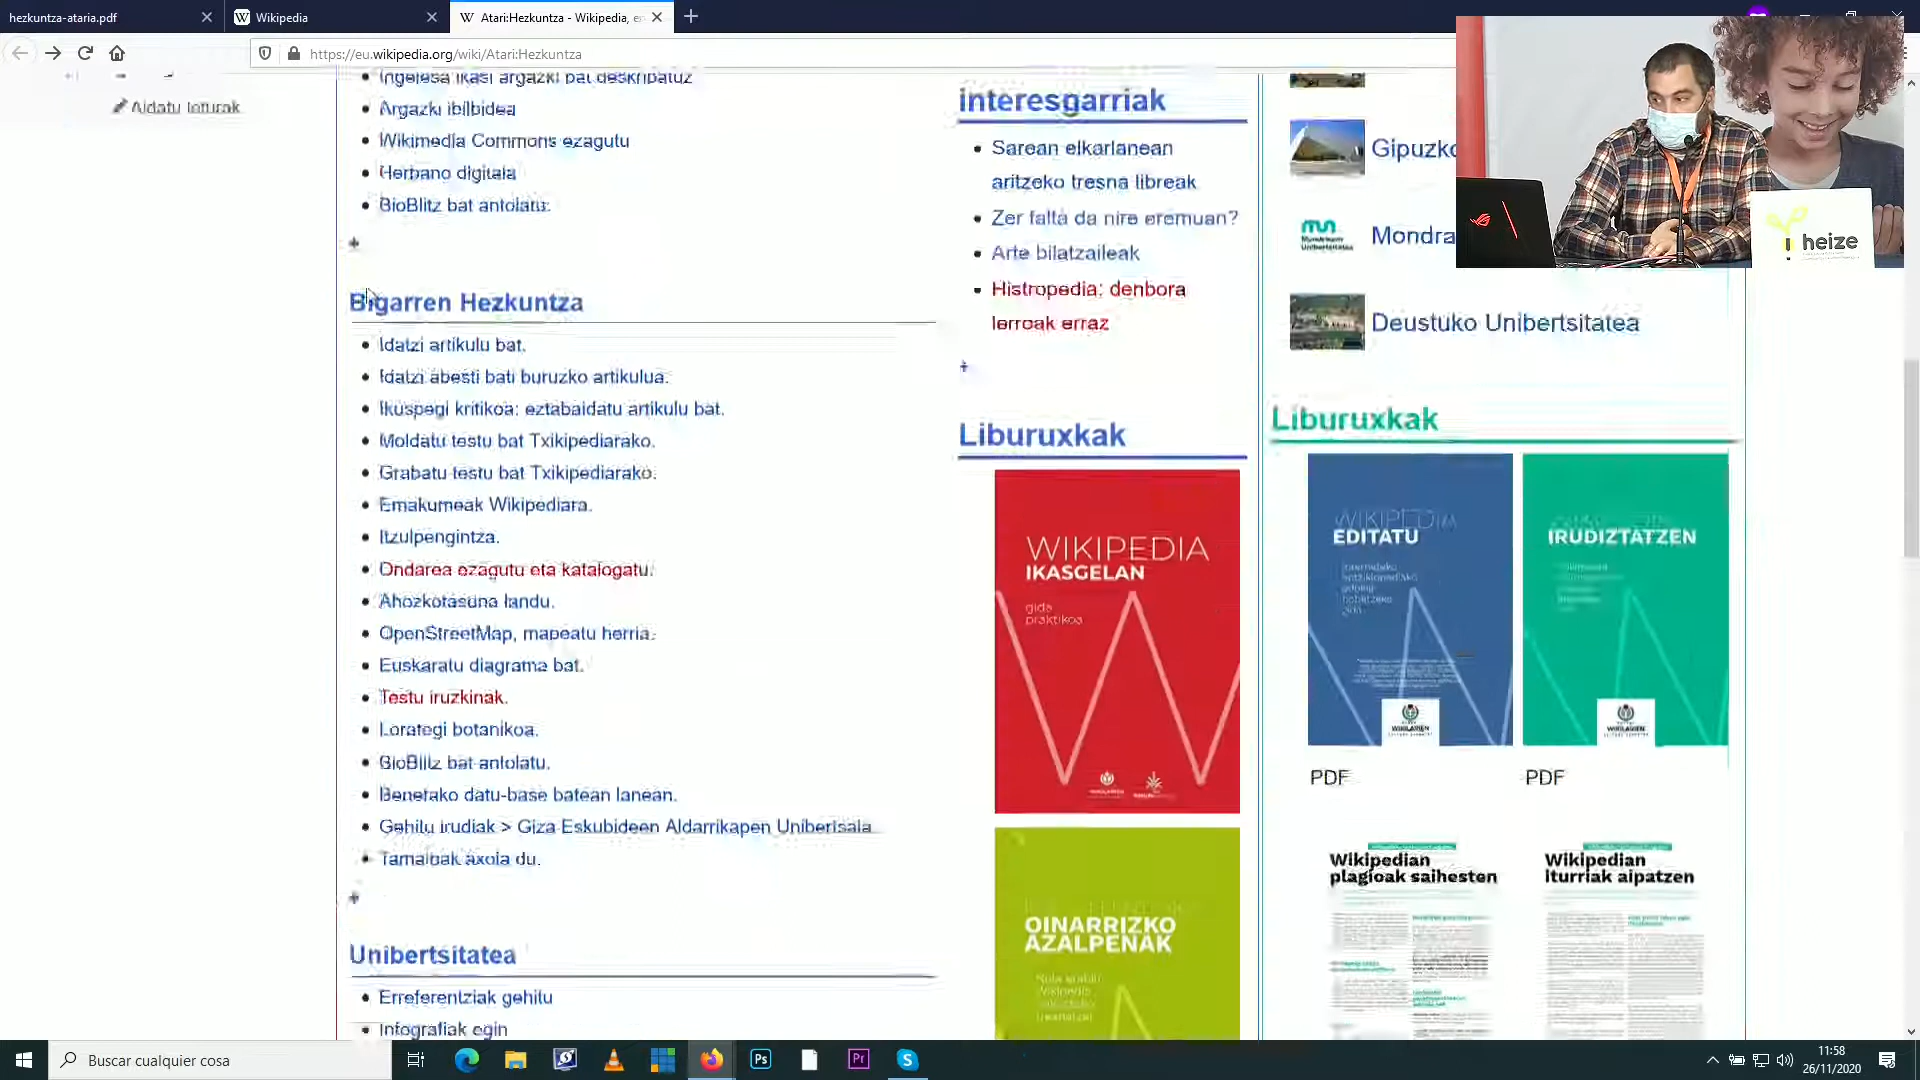 hezkuntza-ataria.pdf
Wikipedia
Atari:Hezkuntza - Wikipedia, e
https://eu.wikipedia.org/wiki/Atari:Hezkuntza
Aldatu loturak
Ingelesa ikasi argazki bat deskribatuz
Argazki ibilbidea
Wikimedia Commons ezagutu
Herbario digitala
BioBlitz bat antolatu.
+
Bigarren Hezkuntza
Idatzi artikulu bat.
Idatzi abesti bati buruzko artikulua.
Ikuspegi kritikoa: eztabaidatu artikulu bat.
Moldatu testu bat Txikipediarako.
Grabatu testu bat Txikipediarako.
Emakumeak Wikipediara.
Itzulpengintza.
Ondarea ezagutu eta katalogatu.
Ahozkotasuna landu.
OpenStreetMap, mapeatu herria.
Euskaratu diagrama bat.
Testu iruzkinak.
Lorategi botanikoa.
BioBlitz bat antolatu.
Benetako datu-base batean lanean.
Gehitu irudiak > Giza Eskubideen Aldarrikapen Unibertsala
Tamainak axola du.
+
Unibertsitatea
Erreferentziak gehitu
Infografiak egin
interesgarriak
Sarean elkarlanean
aritzeko tresna libreak
Zer falta da nire eremuan?
Arte bilatzaileak
Histropedia: denbora
lerroak erraz
+
Liburuxkak
WIKIPEDIA
IKASGELAN
gida
praktikoa
OINARRIZKO
AZALPENAK
Gipuzko
Mondra
Deustuko Unibertsitatea
Liburuxkak
WIKIPEDIA
EDITATU
IRUDIZTATZEN
PDF
PDF
Wikipedian
plagioak saihesten
Wikipedian
iturriak aipatzen
heize
Buscar cualquier cosa
Ps
Pr
S
11:58
26/11/2020